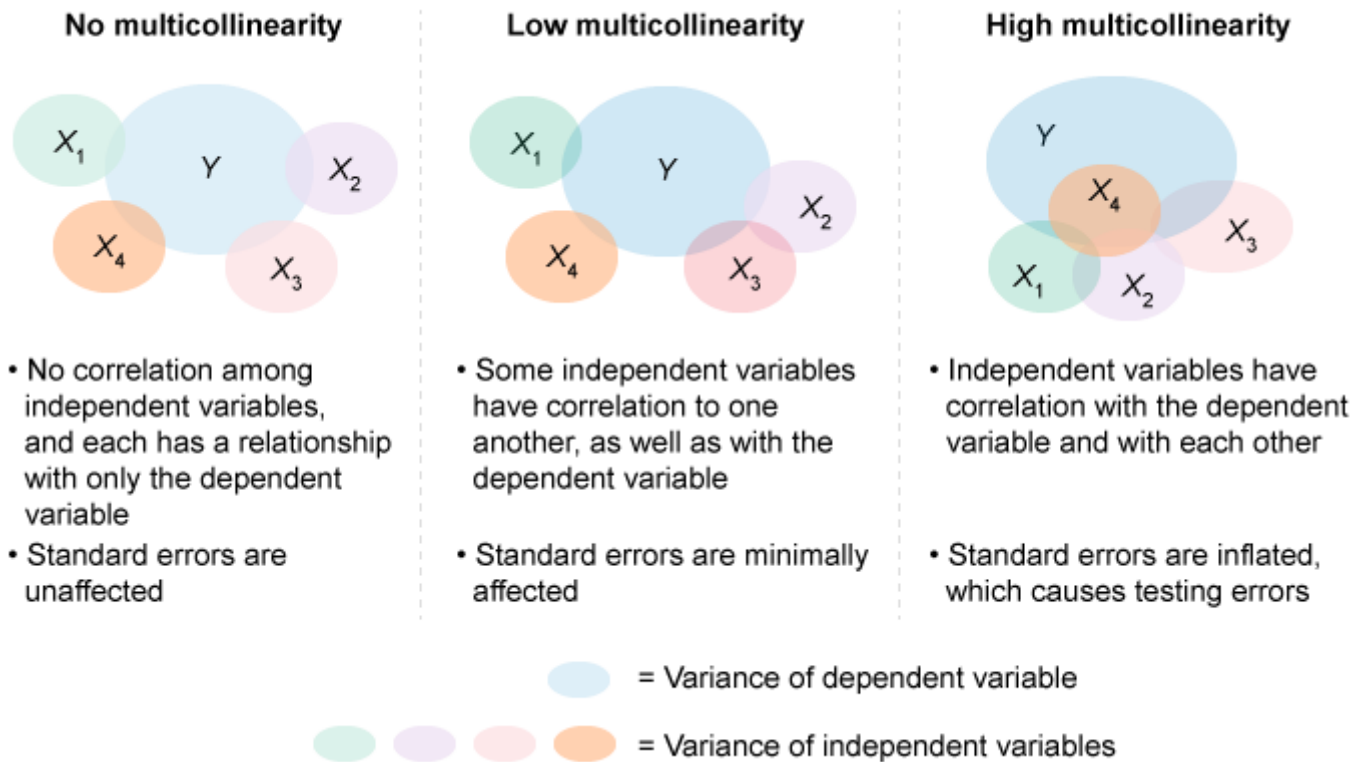 No multicollinearity
X1
Y
X2
X4
X3
• No correlation among
independent variables,
and each has a relationship
with only the dependent
variable
• Standard errors are
unaffected
Low multicollinearity
X1
Y
X2
X4
X3
• Some independent variables
have correlation to one
another, as well as with the
dependent variable
• Standard errors are minimally
affected
High multicollinearity
Y
X4
X3
X1
X2
• Independent variables have
correlation with the dependent
variable and with each other
• Standard errors are inflated,
which causes testing errors
= Variance of dependent variable
= Variance of independent variables